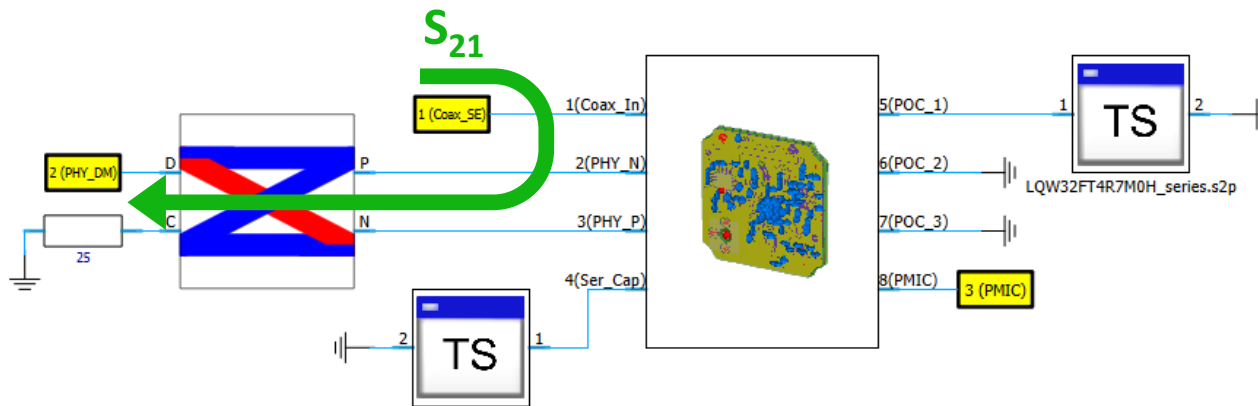 S21
1 (Coax_SE)
1(Coax_In)
5(POC_1)
1
TS
2
2 (PHY_DM)
D
P
2(PHY_N)
6(POC_2)
LQW32FT4R7M0H_series.s2p
C
N
3(PHY_P)
7(POC_3)
25
4(Ser_Cap)
8(PMIC)
3 (PMIC)
2
TS
1